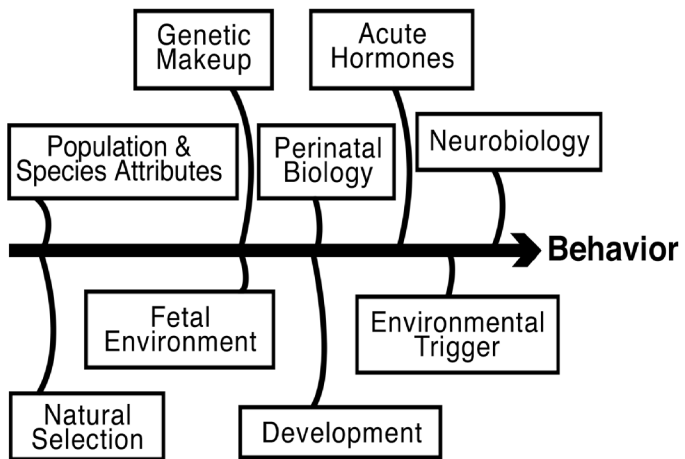 Genetic
Makeup
Acute
Hormones
Population &
Species Attributes
Perinatal
Biology
Neurobiology
Behavior
Fetal
Environment
Environmental
Trigger
Natural
Selection
Development